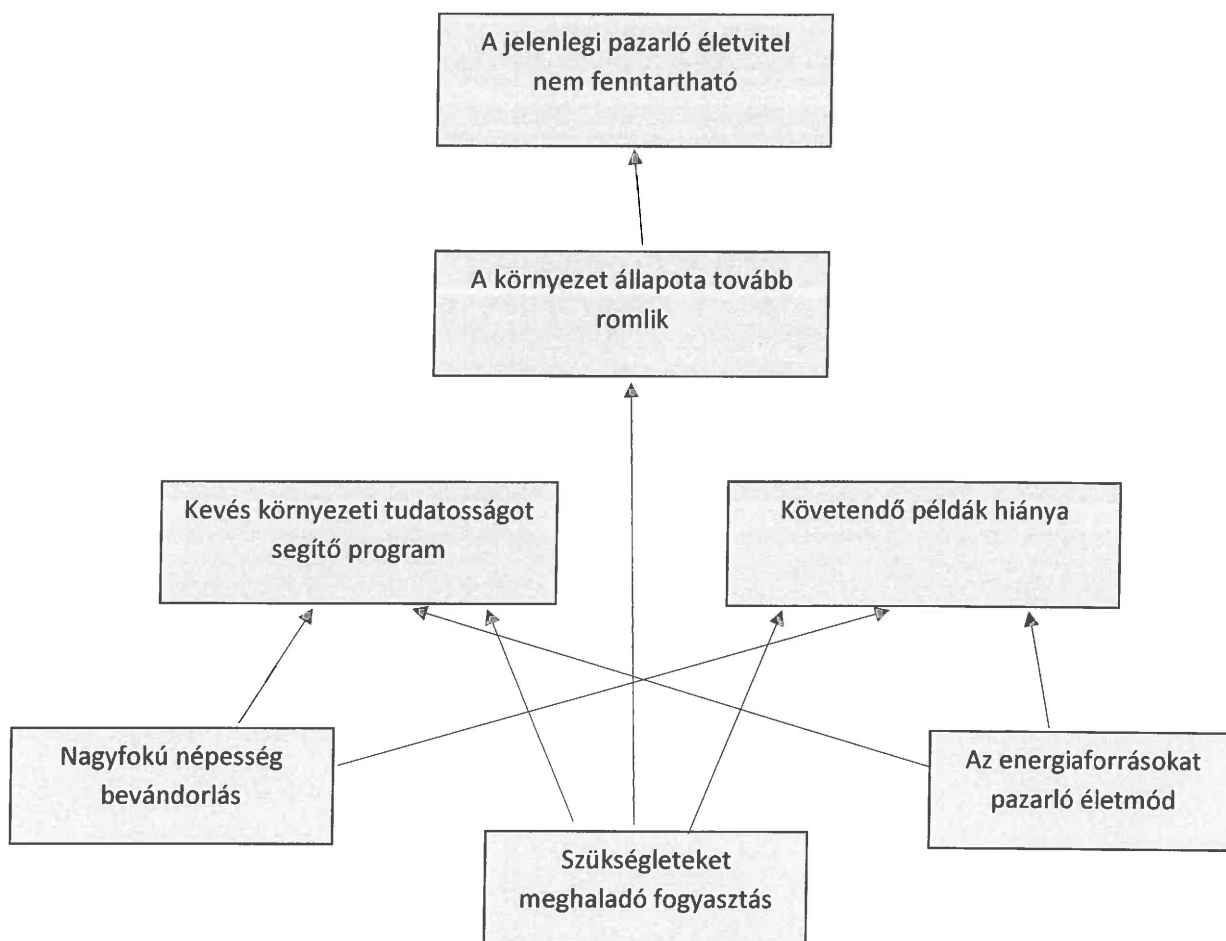 A jelenlegi pazarló életvitel
nem fenntartható
A környezet állapota tovább
romlik
Kevés környezeti tudatosságot
segítő program
Követendő példák hiánya
Nagyfokú népesség
bevándorlás
Az energiaforrásokat
pazarló életmód
Szükségleteket
meghaladó fogyasztás